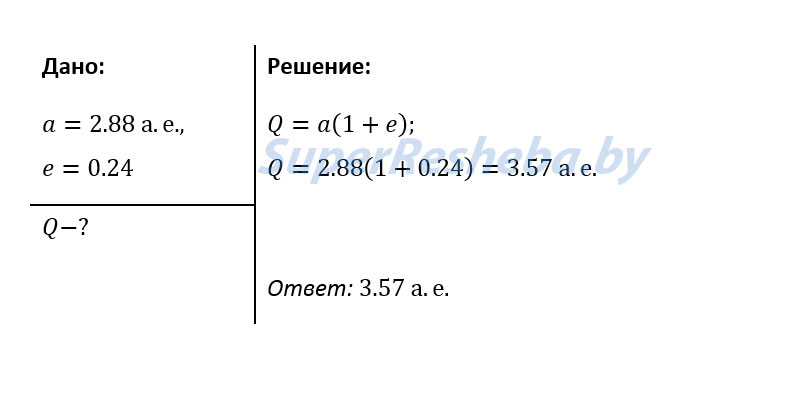 Дано:
a = 2.88 а. е.,
e = 0.24
Q−?
Решение:
Q = a(1 + e);
Q = 2.88(1 + 0.24) = 3.57 а. е.
Ответ: 3.57 а. е.
SuperResheba.by